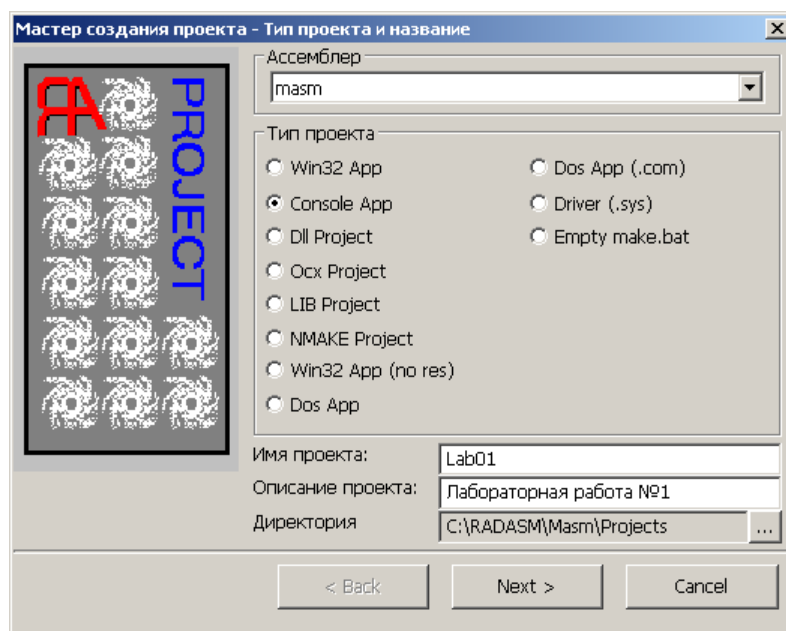 Мастер создания проекта - Тип проекта и название
RA
PROJECT
Ассемблер
masm
Тип проекта
Win32 App
Console App
Dll Project
Ocx Project
LIB Project
NMAKE Project
Win32 App (no res)
Dos App
Dos App (.com)
Driver (.sys)
Empty make.bat
Имя проекта: Lab01
Описание проекта: Лабораторная работа №1
Директория C:\RADASM\Masm\Projects ...
< Back Next > Cancel